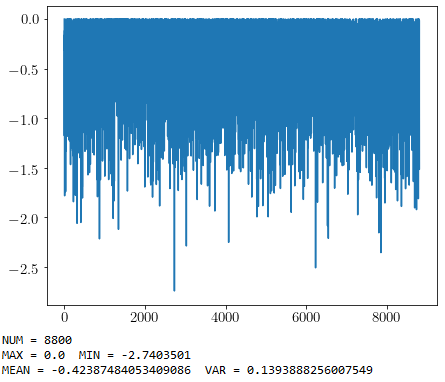 0.0
−0.5
−1.0
−1.5
−2.0
−2.5
0 2000 4000 6000 8000
NUM = 8800
MAX = 0.0 MIN = -2.7403501
MEAN = -0.42387484053409086 VAR = 0.1393888256007549